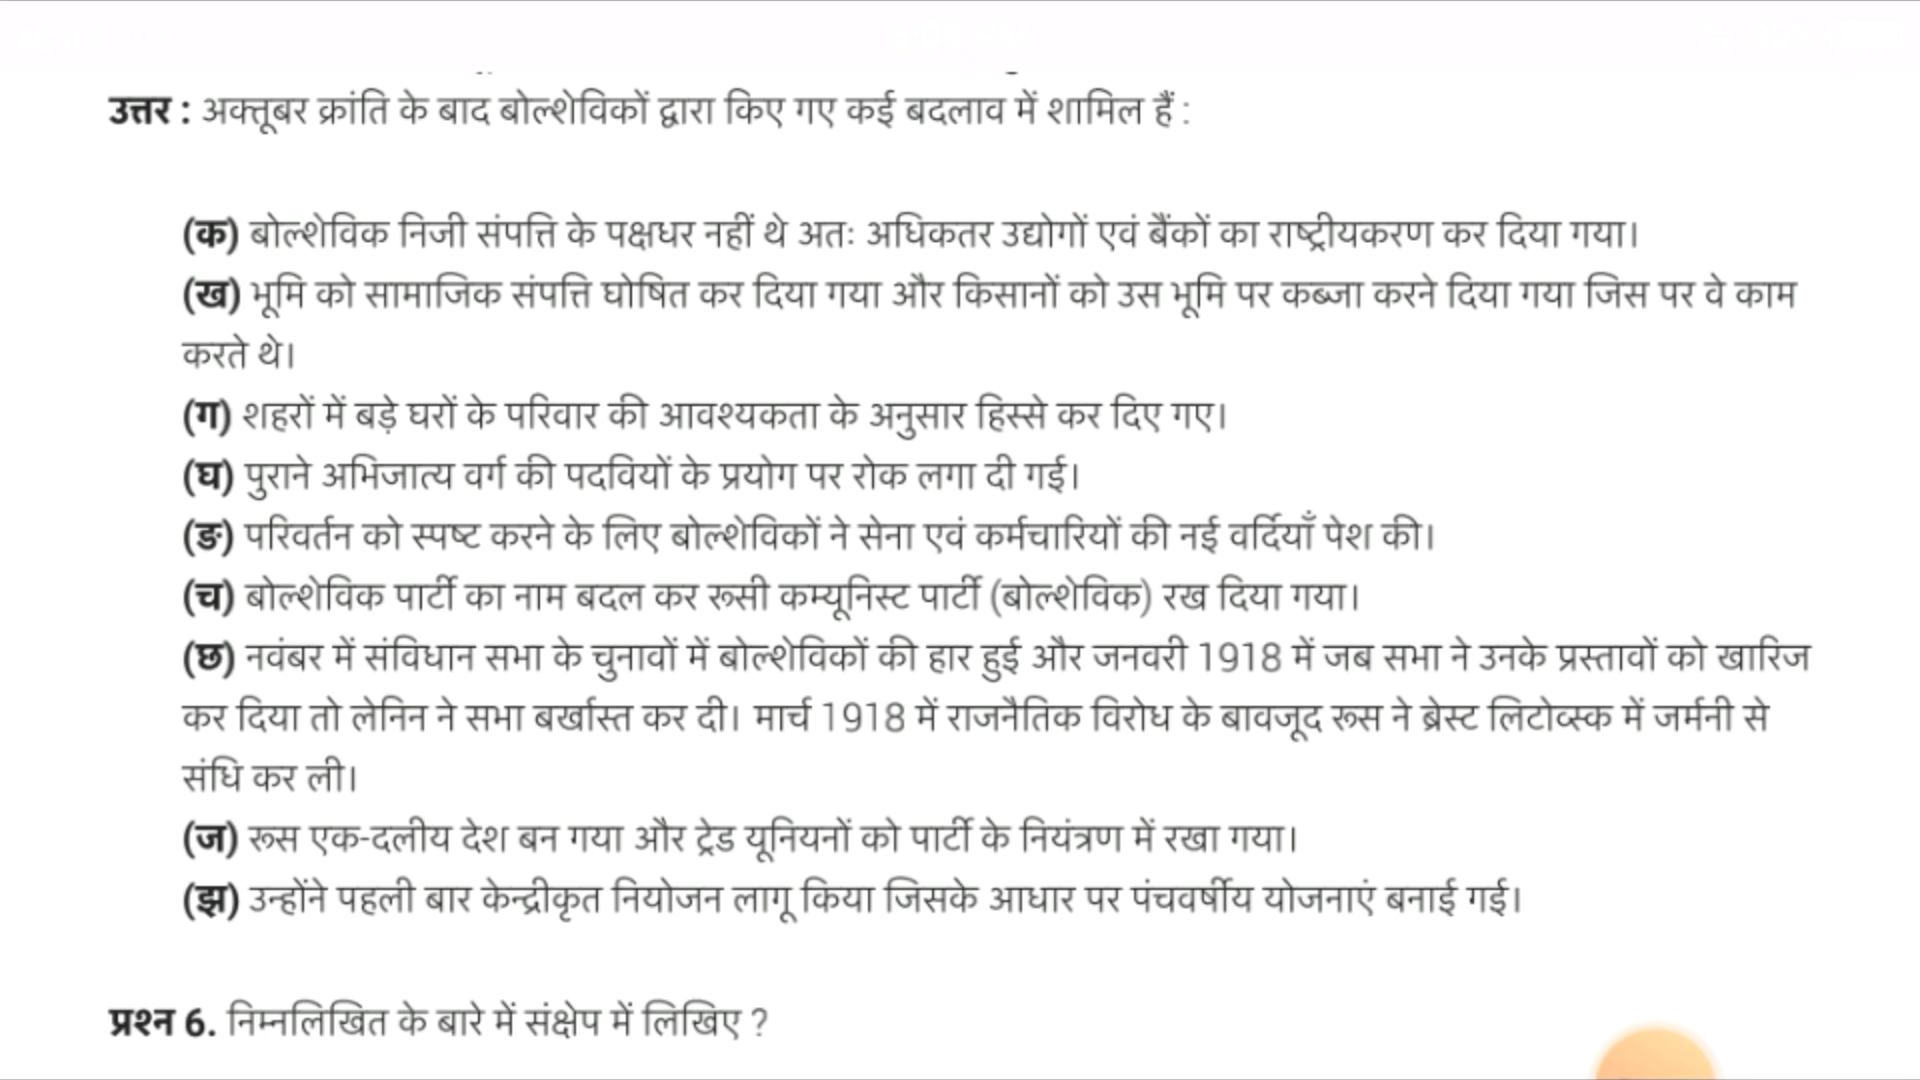 उत्तर : अक्तूबर क्रांति के बाद बोल्शेविकों द्वारा किए गए कई बदलाव में शामिल हैं :
(क) बोल्शेविक निजी संपत्ति के पक्षधर नहीं थे अतः अधिकतर उद्योगों एवं बैंकों का राष्ट्रीयकरण कर दिया गया।
(ख) भूमि को सामाजिक संपत्ति घोषित कर दिया गया और किसानों को उस भूमि पर कब्जा करने दिया गया जिस पर वे काम
करते थे।
(ग) शहरों में बड़े घरों के परिवार की आवश्यकता के अनुसार हिस्से कर दिए गए।
(घ) पुराने अभिजात्य वर्ग की पदवियों के प्रयोग पर रोक लगा दी गई।
(ङ) परिवर्तन को स्पष्ट करने के लिए बोल्शेविकों ने सेना एवं कर्मचारियों की नई वर्दियाँ पेश की।
(च) बोल्शेविक पार्टी का नाम बदल कर रूसी कम्यूनिस्ट पार्टी (बोल्शेविक) रख दिया गया।
(छ) नवंबर में संविधान सभा के चुनावों में बोल्शेविकों की हार हुई और जनवरी 1918 में जब सभा ने उनके प्रस्तावों को खारिज
कर दिया तो लेनिन ने सभा बर्खास्त कर दी। मार्च 1918 में राजनैतिक विरोध के बावजूद रूस ने ब्रेस्ट लिटोव्स्क में जर्मनी से
संधि कर ली।
(ज) रूस एक-दलीय देश बन गया और ट्रेड यूनियनों को पार्टी के नियंत्रण में रखा गया।
(झ) उन्होंने पहली बार केन्द्रीकृत नियोजन लागू किया जिसके आधार पर पंचवर्षीय योजनाएं बनाई गई।
प्रश्न 6. निम्नलिखित के बारे में संक्षेप में लिखिए ?